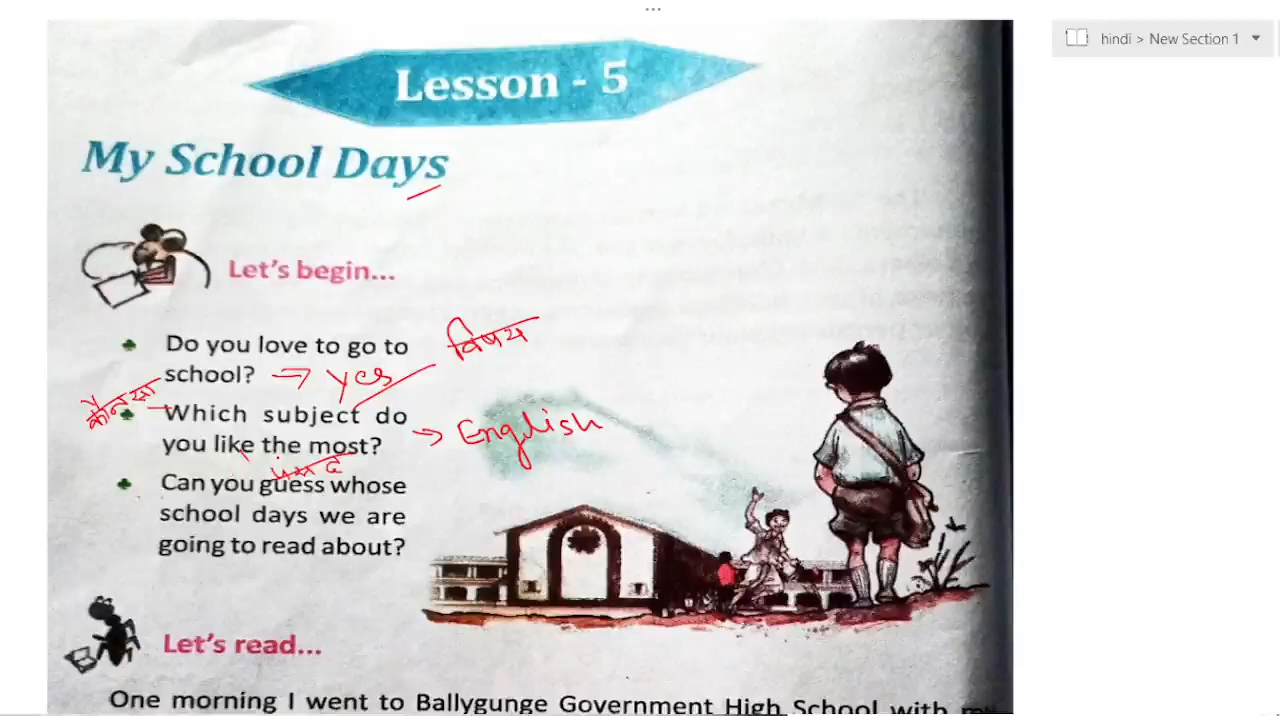 hindi > New Section 1
Lesson - 5
My School Days
Let's begin...
Do you love to go to
school? → yes
विषय
कौन सा
Which subject do
you like the most? → English
पसन्द
Can you guess whose
school days we are
going to read about?
Let's read...
One morning I went to Ballygunge Government High School with my